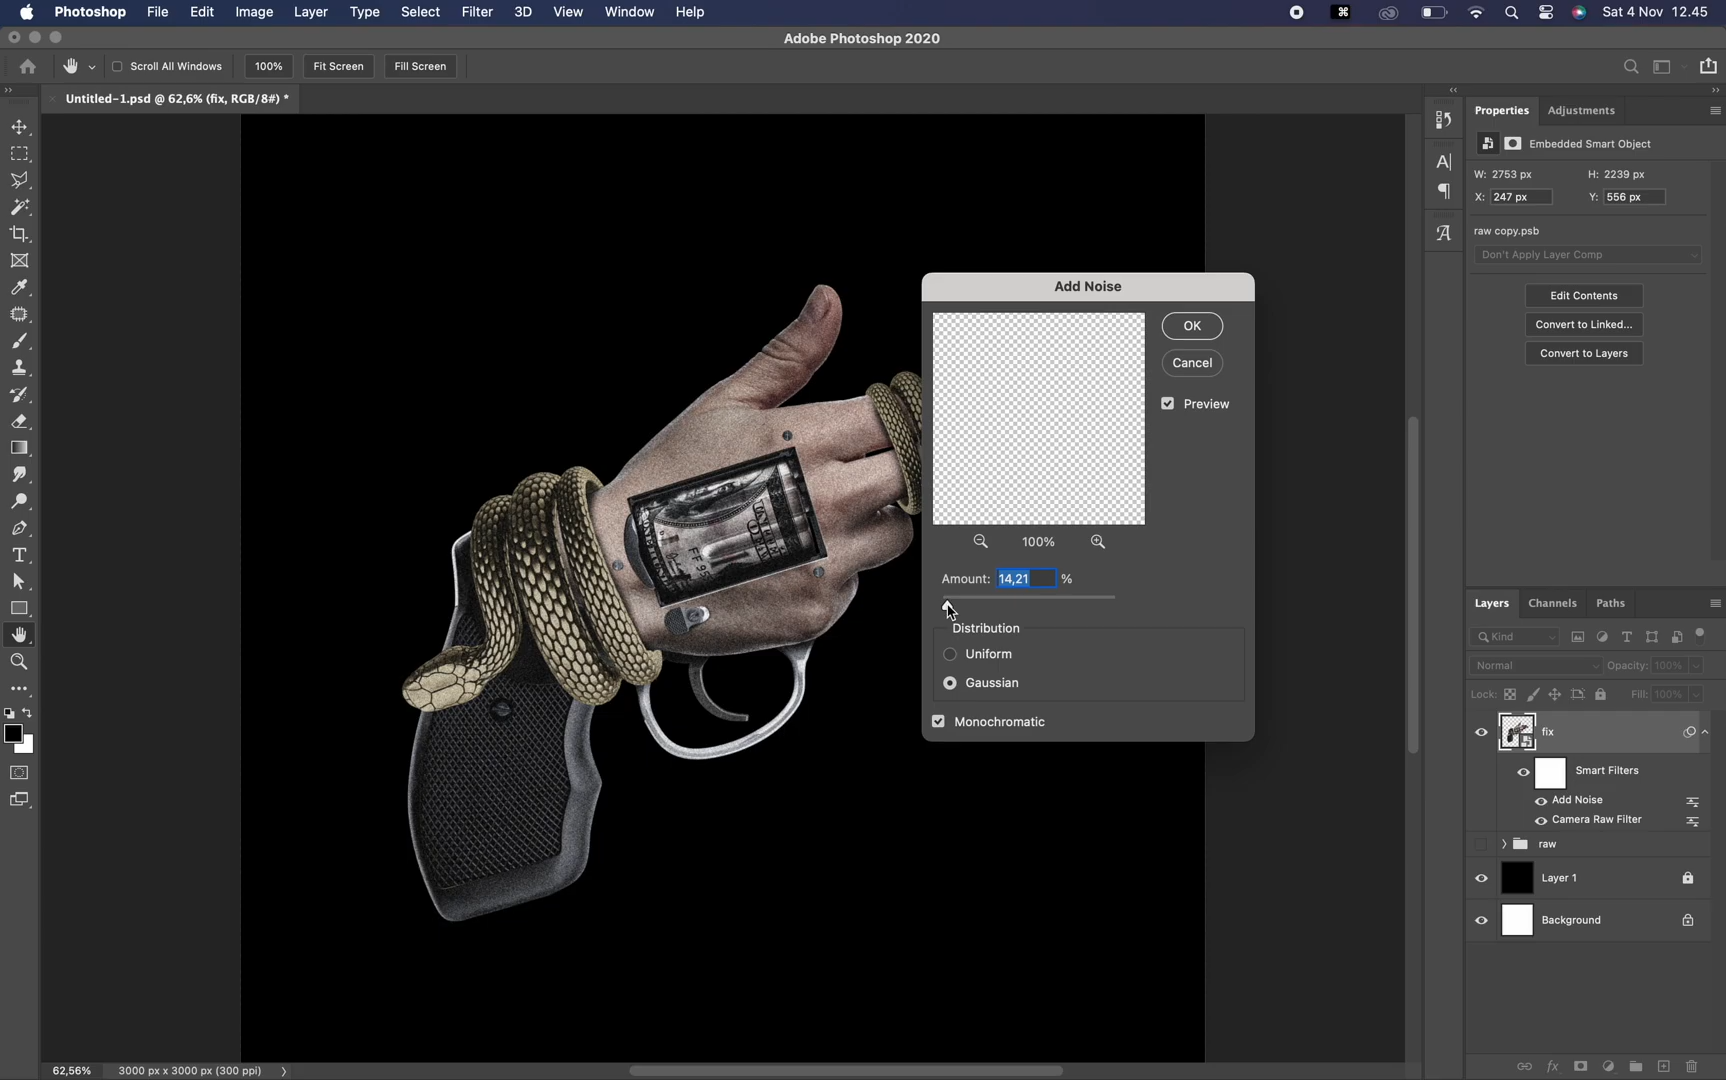 Photoshop File Edit Image Layer Type Select Filter 3D View Window Help Sat 4 Nov 12.45
Adobe Photoshop 2020
Scroll All Windows 100% Fit Screen Fill Screen
Untitled-1.psd @ 62,6% (fix, RGB/8#) *
Properties Adjustments
Embedded Smart Object
W: 2753 px H: 2239 px
X: 247 px Y: 556 px
raw copy.psb
Don't Apply Layer Comp
Edit Contents
Convert to Linked...
Convert to Layers
Add Noise
OK
Cancel
Preview
100%
Amount: 14,21 %
Distribution
Uniform
Gaussian
Monochromatic
Layers Channels Paths
Kind
Normal Opacity: 100%
Lock: Fill: 100%
fix
Smart Filters
Add Noise
Camera Raw Filter
raw
Layer 1
Background
62,56% 3000 px x 3000 px (300 ppi)